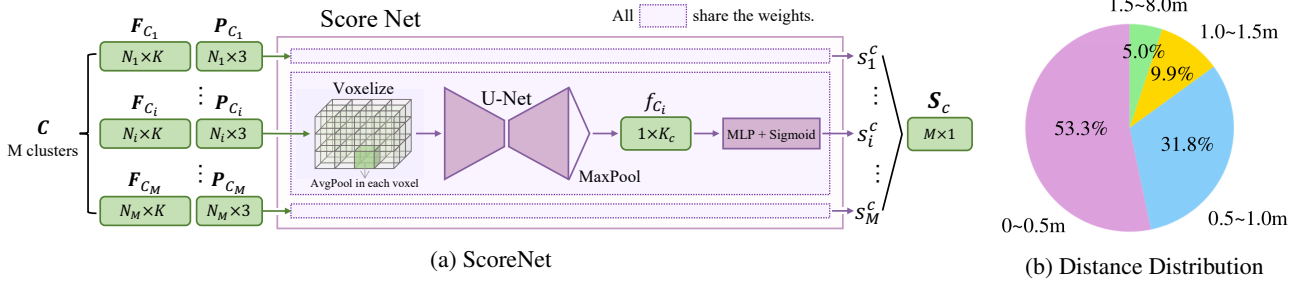 Score Net
All share the weights.
F_{C_1} P_{C_1}
N_1×K N_1×3
s_1^c
C
M clusters
⋮
F_{C_i} P_{C_i}
N_i×K N_i×3
Voxelize
AvgPool in each voxel
U-Net
MaxPool
f_{C_i}
1×K_c
MLP + Sigmoid
⋮
s_i^c
⋮
S_c
M×1
⋮
F_{C_M} P_{C_M}
N_M×K N_M×3
s_M^c
(a) ScoreNet
1.5~8.0m
1.0~1.5m
5.0%
9.9%
53.3%
31.8%
0~0.5m
0.5~1.0m
(b) Distance Distribution